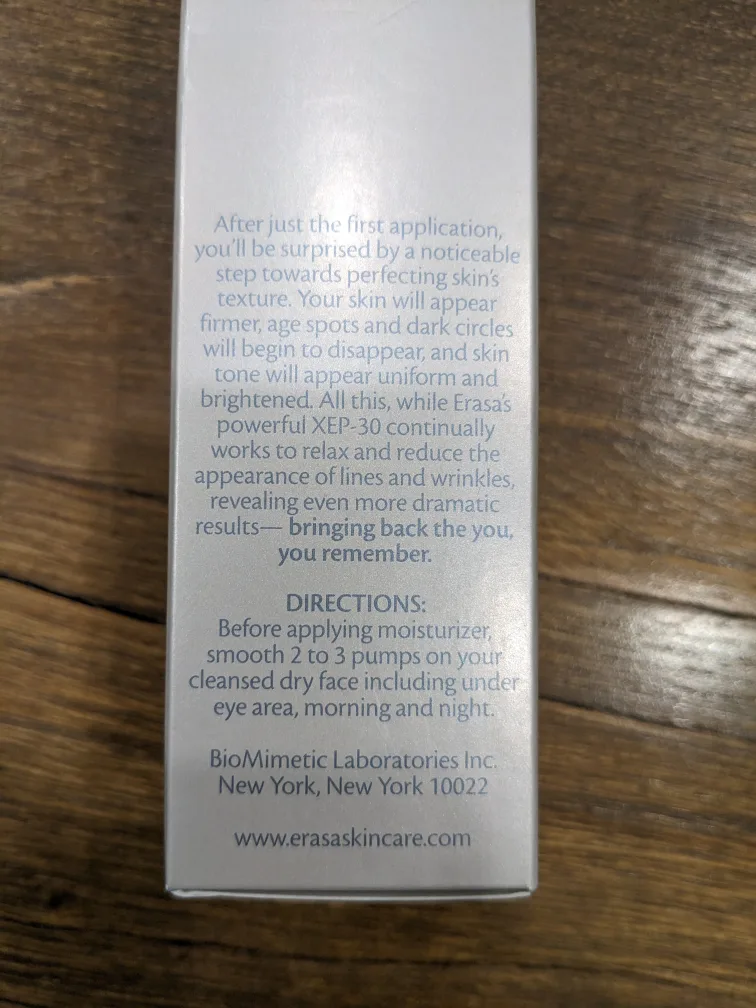 After just the first application,
you'll be surprised by a noticeable
step towards perfecting skin's
texture. Your skin will appear
firmer, age spots and dark circles
will begin to disappear, and skin
tone will appear uniform and
brightened. All this, while Erasa's
powerful XEP-30 continually
works to relax and reduce the
appearance of lines and wrinkles,
revealing even more dramatic
results— bringing back the you,
you remember.
DIRECTIONS:
Before applying moisturizer,
smooth 2 to 3 pumps on your
cleansed dry face including under
eye area, morning and night.
BioMimetic Laboratories Inc.
New York, New York 10022
www.erasaskincare.com